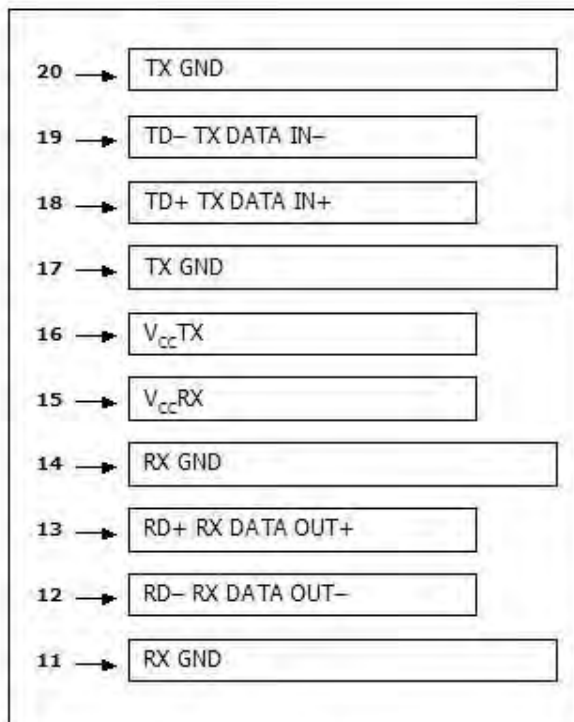 20 TX GND
19 TD− TX DATA IN−
18 TD+ TX DATA IN+
17 TX GND
16 VCCTX
15 VCCRX
14 RX GND
13 RD+ RX DATA OUT+
12 RD− RX DATA OUT−
11 RX GND